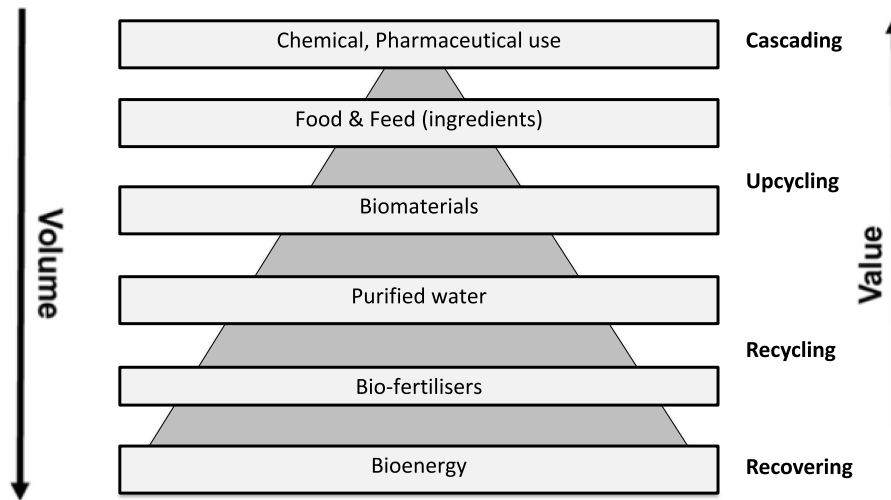 Chemical, Pharmaceutical use
Cascading
Food & Feed (ingredients)
Upcycling
Biomaterials
Volume
Value
Purified water
Recycling
Bio-fertilisers
Bioenergy
Recovering